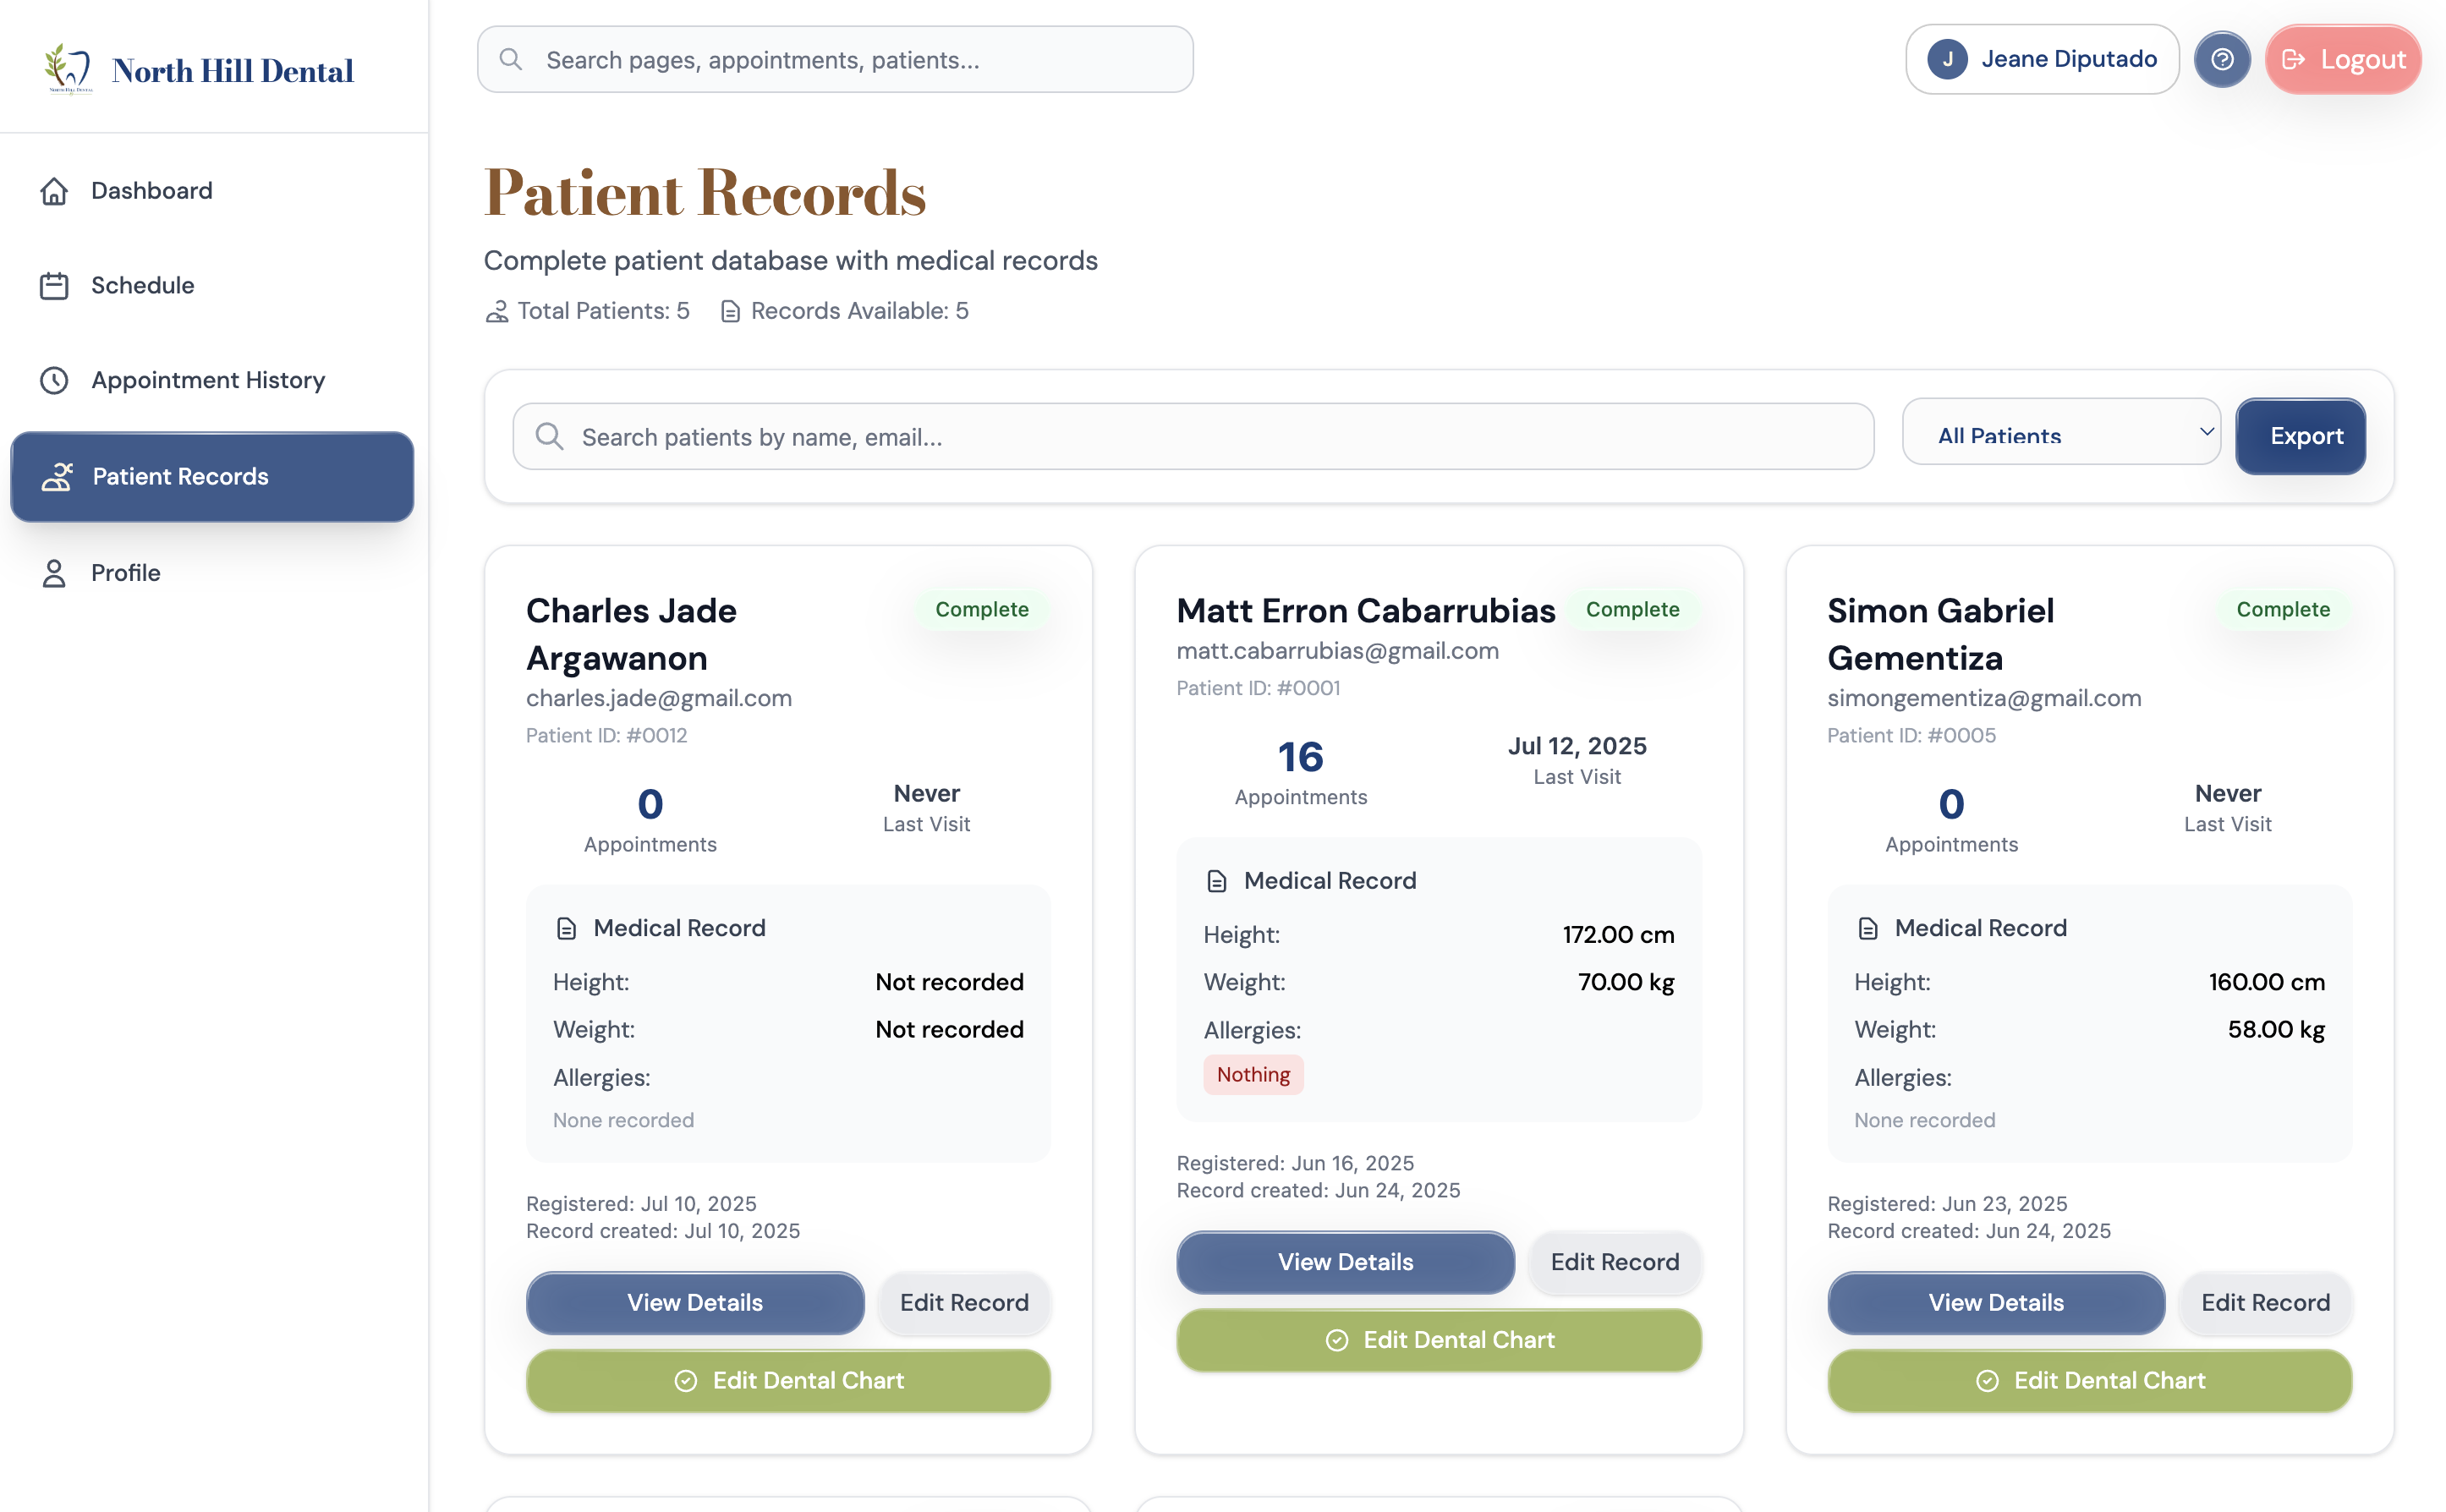 North Hill Dental
Search pages, appointments, patients...
J
Jeane Diputado
Logout
Dashboard
Schedule
Appointment History
Patient Records
Profile
Patient Records
Complete patient database with medical records
Total Patients: 5
Records Available: 5
Search patients by name, email...
All Patients
Export
Charles Jade
Argawanon
Complete
charles.jade@gmail.com
Patient ID: #0012
0
Appointments
Never
Last Visit
Medical Record
Height:
Not recorded
Weight:
Not recorded
Allergies:
None recorded
Registered: Jul 10, 2025
Record created: Jul 10, 2025
View Details
Edit Record
Edit Dental Chart
Matt Erron Cabarrubias
Complete
matt.cabarrubias@gmail.com
Patient ID: #0001
16
Appointments
Jul 12, 2025
Last Visit
Medical Record
Height:
172.00 cm
Weight:
70.00 kg
Allergies:
Nothing
Registered: Jun 16, 2025
Record created: Jun 24, 2025
View Details
Edit Record
Edit Dental Chart
Simon Gabriel
Gementiza
Complete
simongementiza@gmail.com
Patient ID: #0005
0
Appointments
Never
Last Visit
Medical Record
Height:
160.00 cm
Weight:
58.00 kg
Allergies:
None recorded
Registered: Jun 23, 2025
Record created: Jun 24, 2025
View Details
Edit Record
Edit Dental Chart